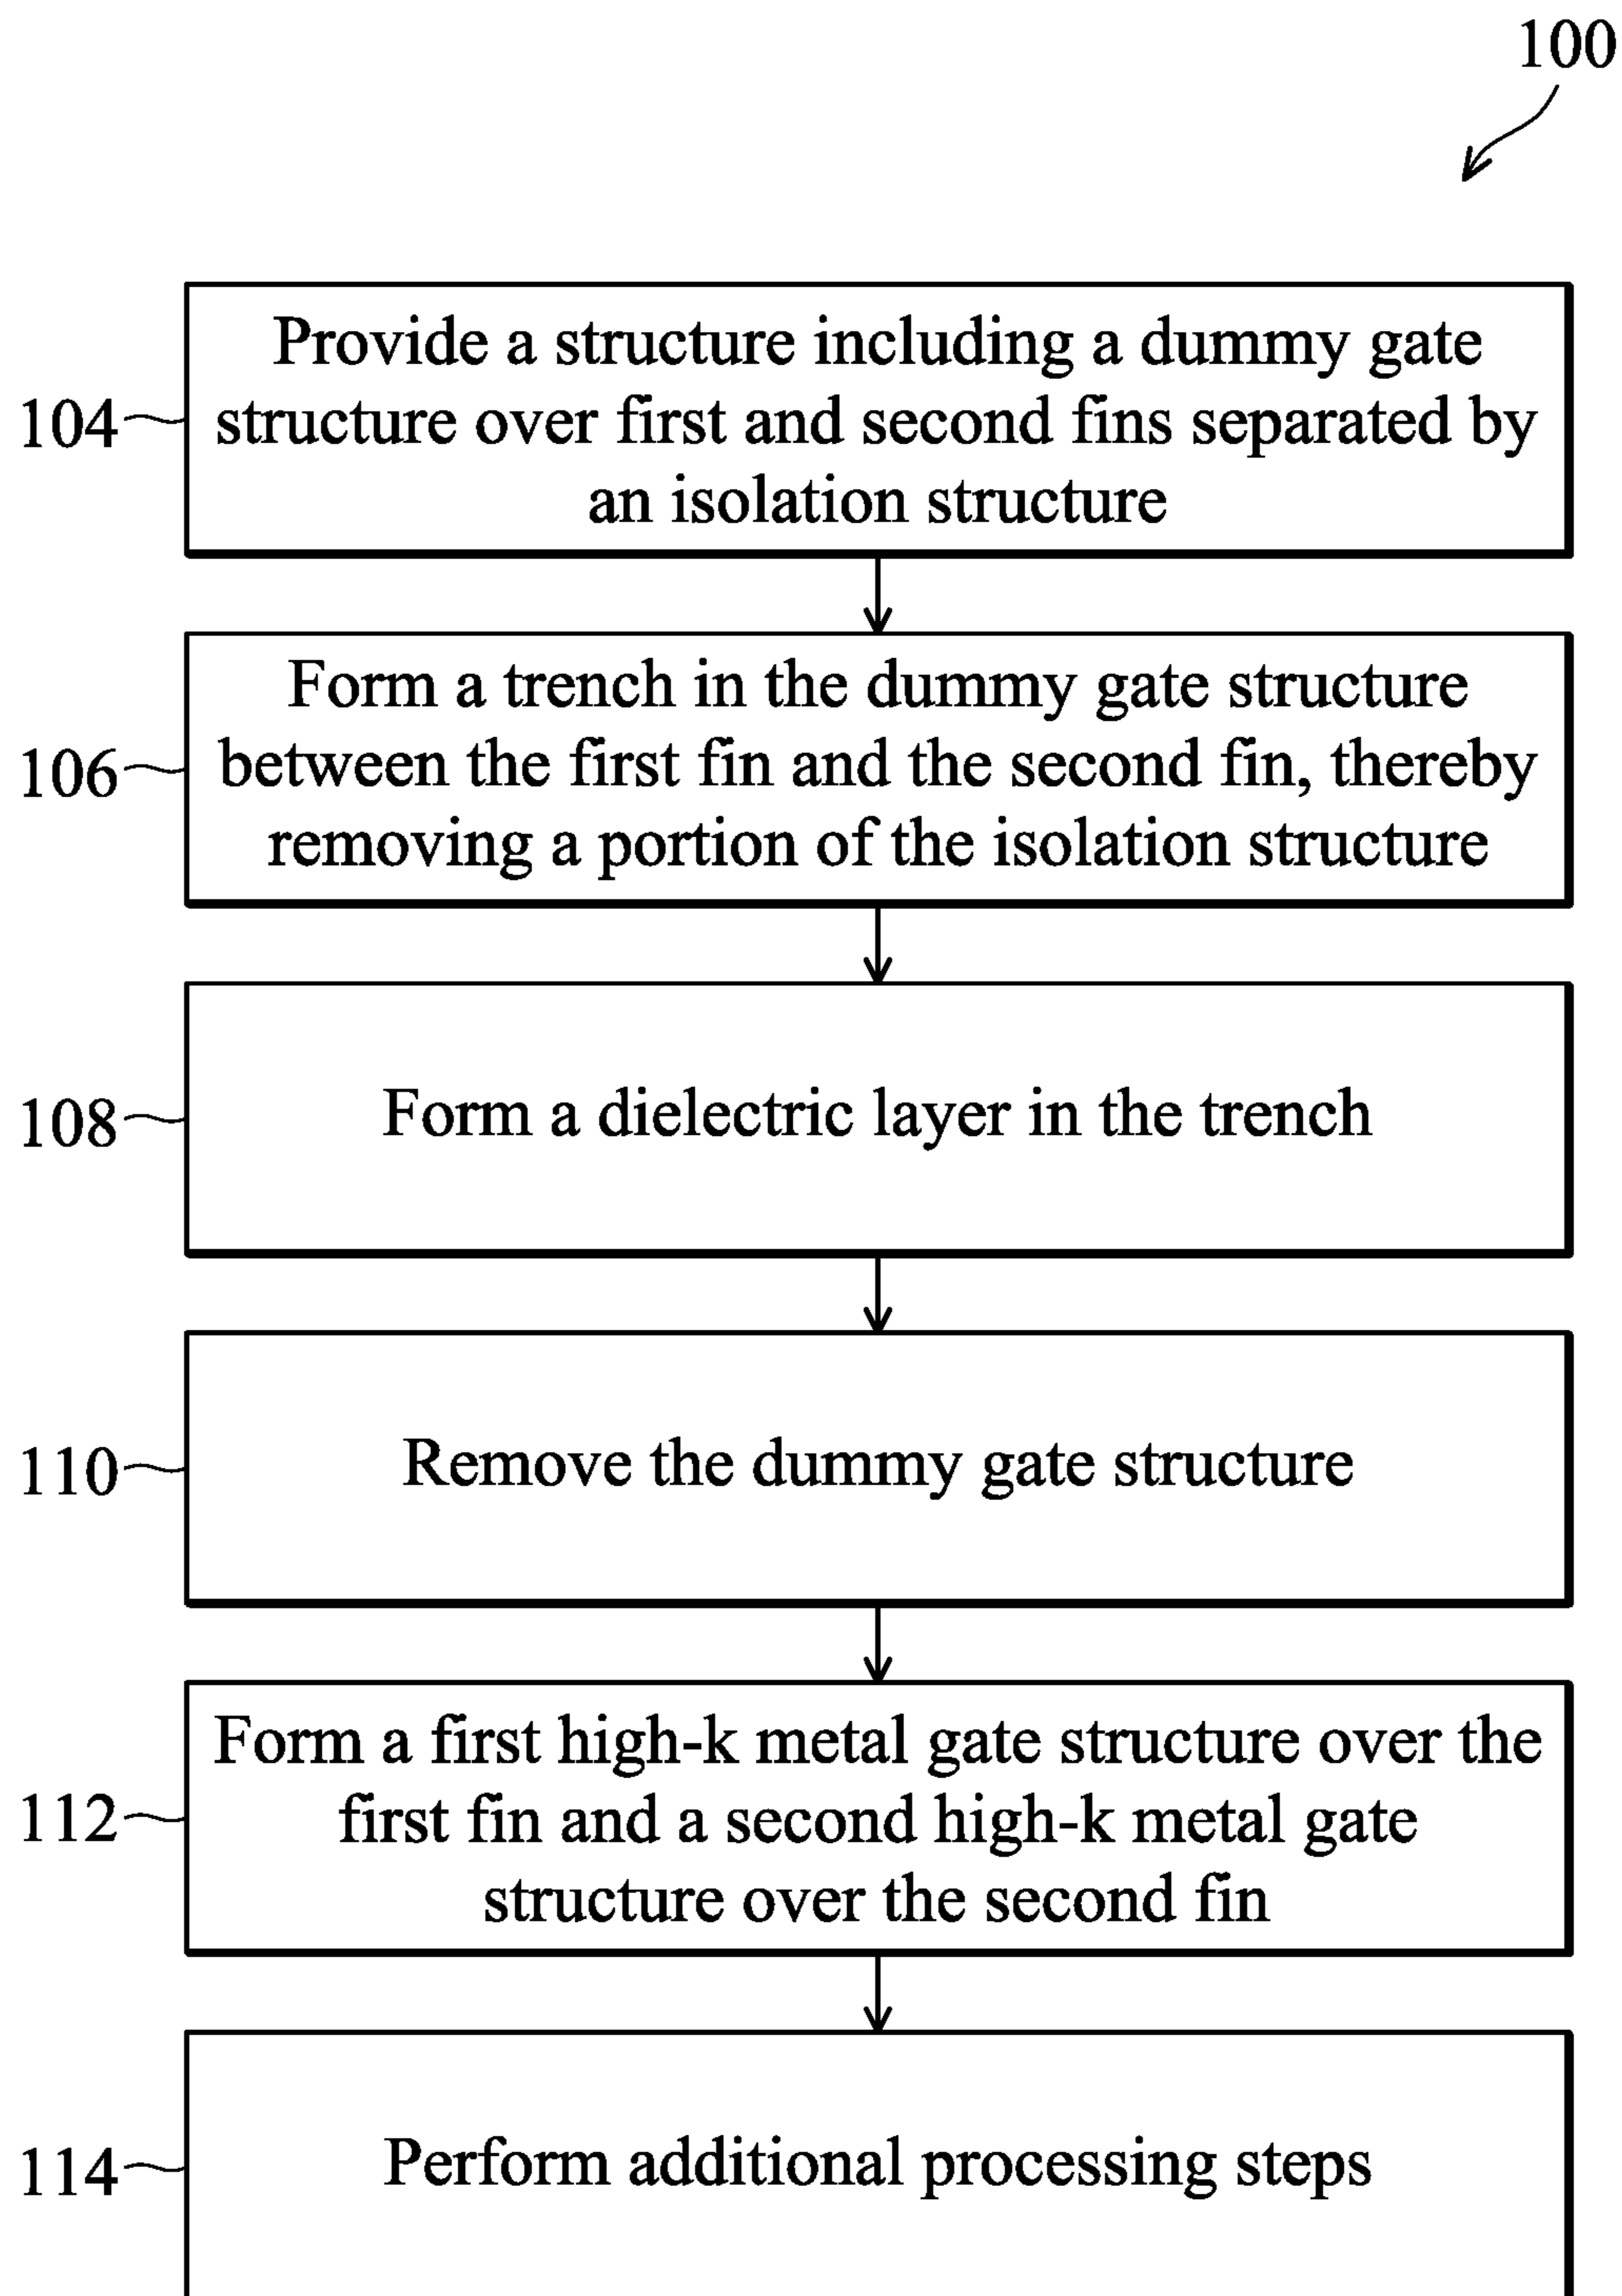 100
104
Provide a structure including a dummy gate
structure over first and second fins separated by
an isolation structure
106
Form a trench in the dummy gate structure
between the first fin and the second fin, thereby
removing a portion of the isolation structure
108
Form a dielectric layer in the trench
110
Remove the dummy gate structure
112
Form a first high-k metal gate structure over the
first fin and a second high-k metal gate
structure over the second fin
114
Perform additional processing steps